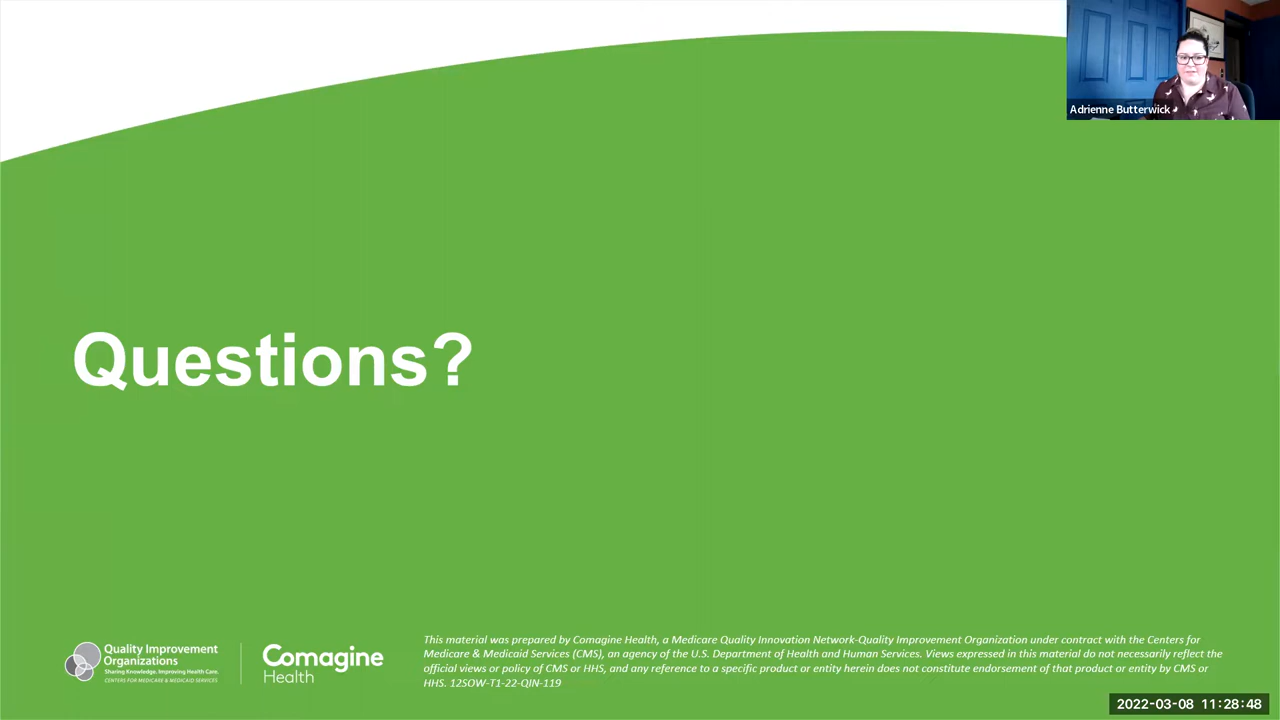 Adrienne Butterwick
Questions?
Quality Improvement
Organizations
Sharing Knowledge. Improving Health Care.
CENTERS FOR MEDICARE & MEDICAID SERVICES
Comagine
Health
This material was prepared by Comagine Health, a Medicare Quality Innovation Network-Quality Improvement Organization under contract with the Centers for
Medicare & Medicaid Services (CMS), an agency of the U.S. Department of Health and Human Services. Views expressed in this material do not necessarily reflect the
official views or policy of CMS or HHS, and any reference to a specific product or entity herein does not constitute endorsement of that product or entity by CMS or
HHS. 12SOW-T1-22-QIN-119
2022-03-08 11:28:48